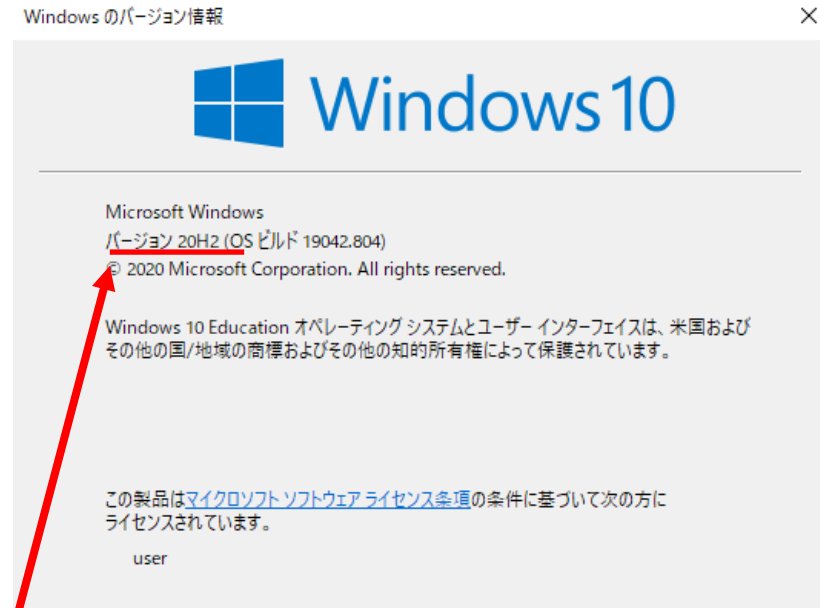 Windows のバージョン情報
Windows 10
Microsoft Windows
バージョン 20H2 (OS ビルド 19042.804)
© 2020 Microsoft Corporation. All rights reserved.
Windows 10 Education オペレーティング システムとユーザー インターフェイスは、米国および
その他の国/地域の商標およびその他の知的所有権によって保護されています。
この製品はマイクロソフト ソフトウェア ライセンス条項の条件に基づいて次の方に
ライセンスされています。
user